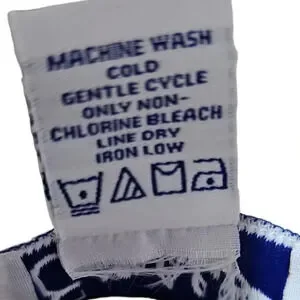 MACHINE WASH
COLD
GENTLE CYCLE
ONLY NON-
CHLORINE BLEACH
LINE DRY
IRON LOW